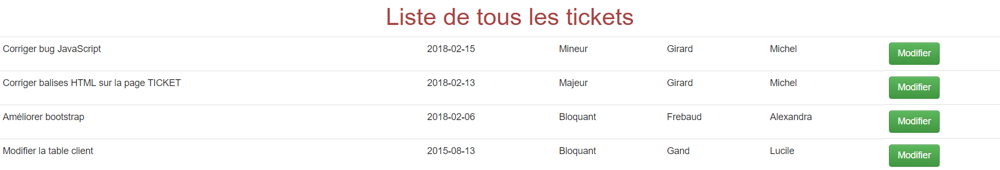 Liste de tous les tickets
Corriger bug JavaScript 2018-02-15 Mineur Girard Michel Modifier
Corriger balises HTML sur la page TICKET 2018-02-13 Majeur Girard Michel Modifier
Améliorer bootstrap 2018-02-06 Bloquant Frebaud Alexandra Modifier
Modifier la table client 2015-08-13 Bloquant Gand Lucile Modifier